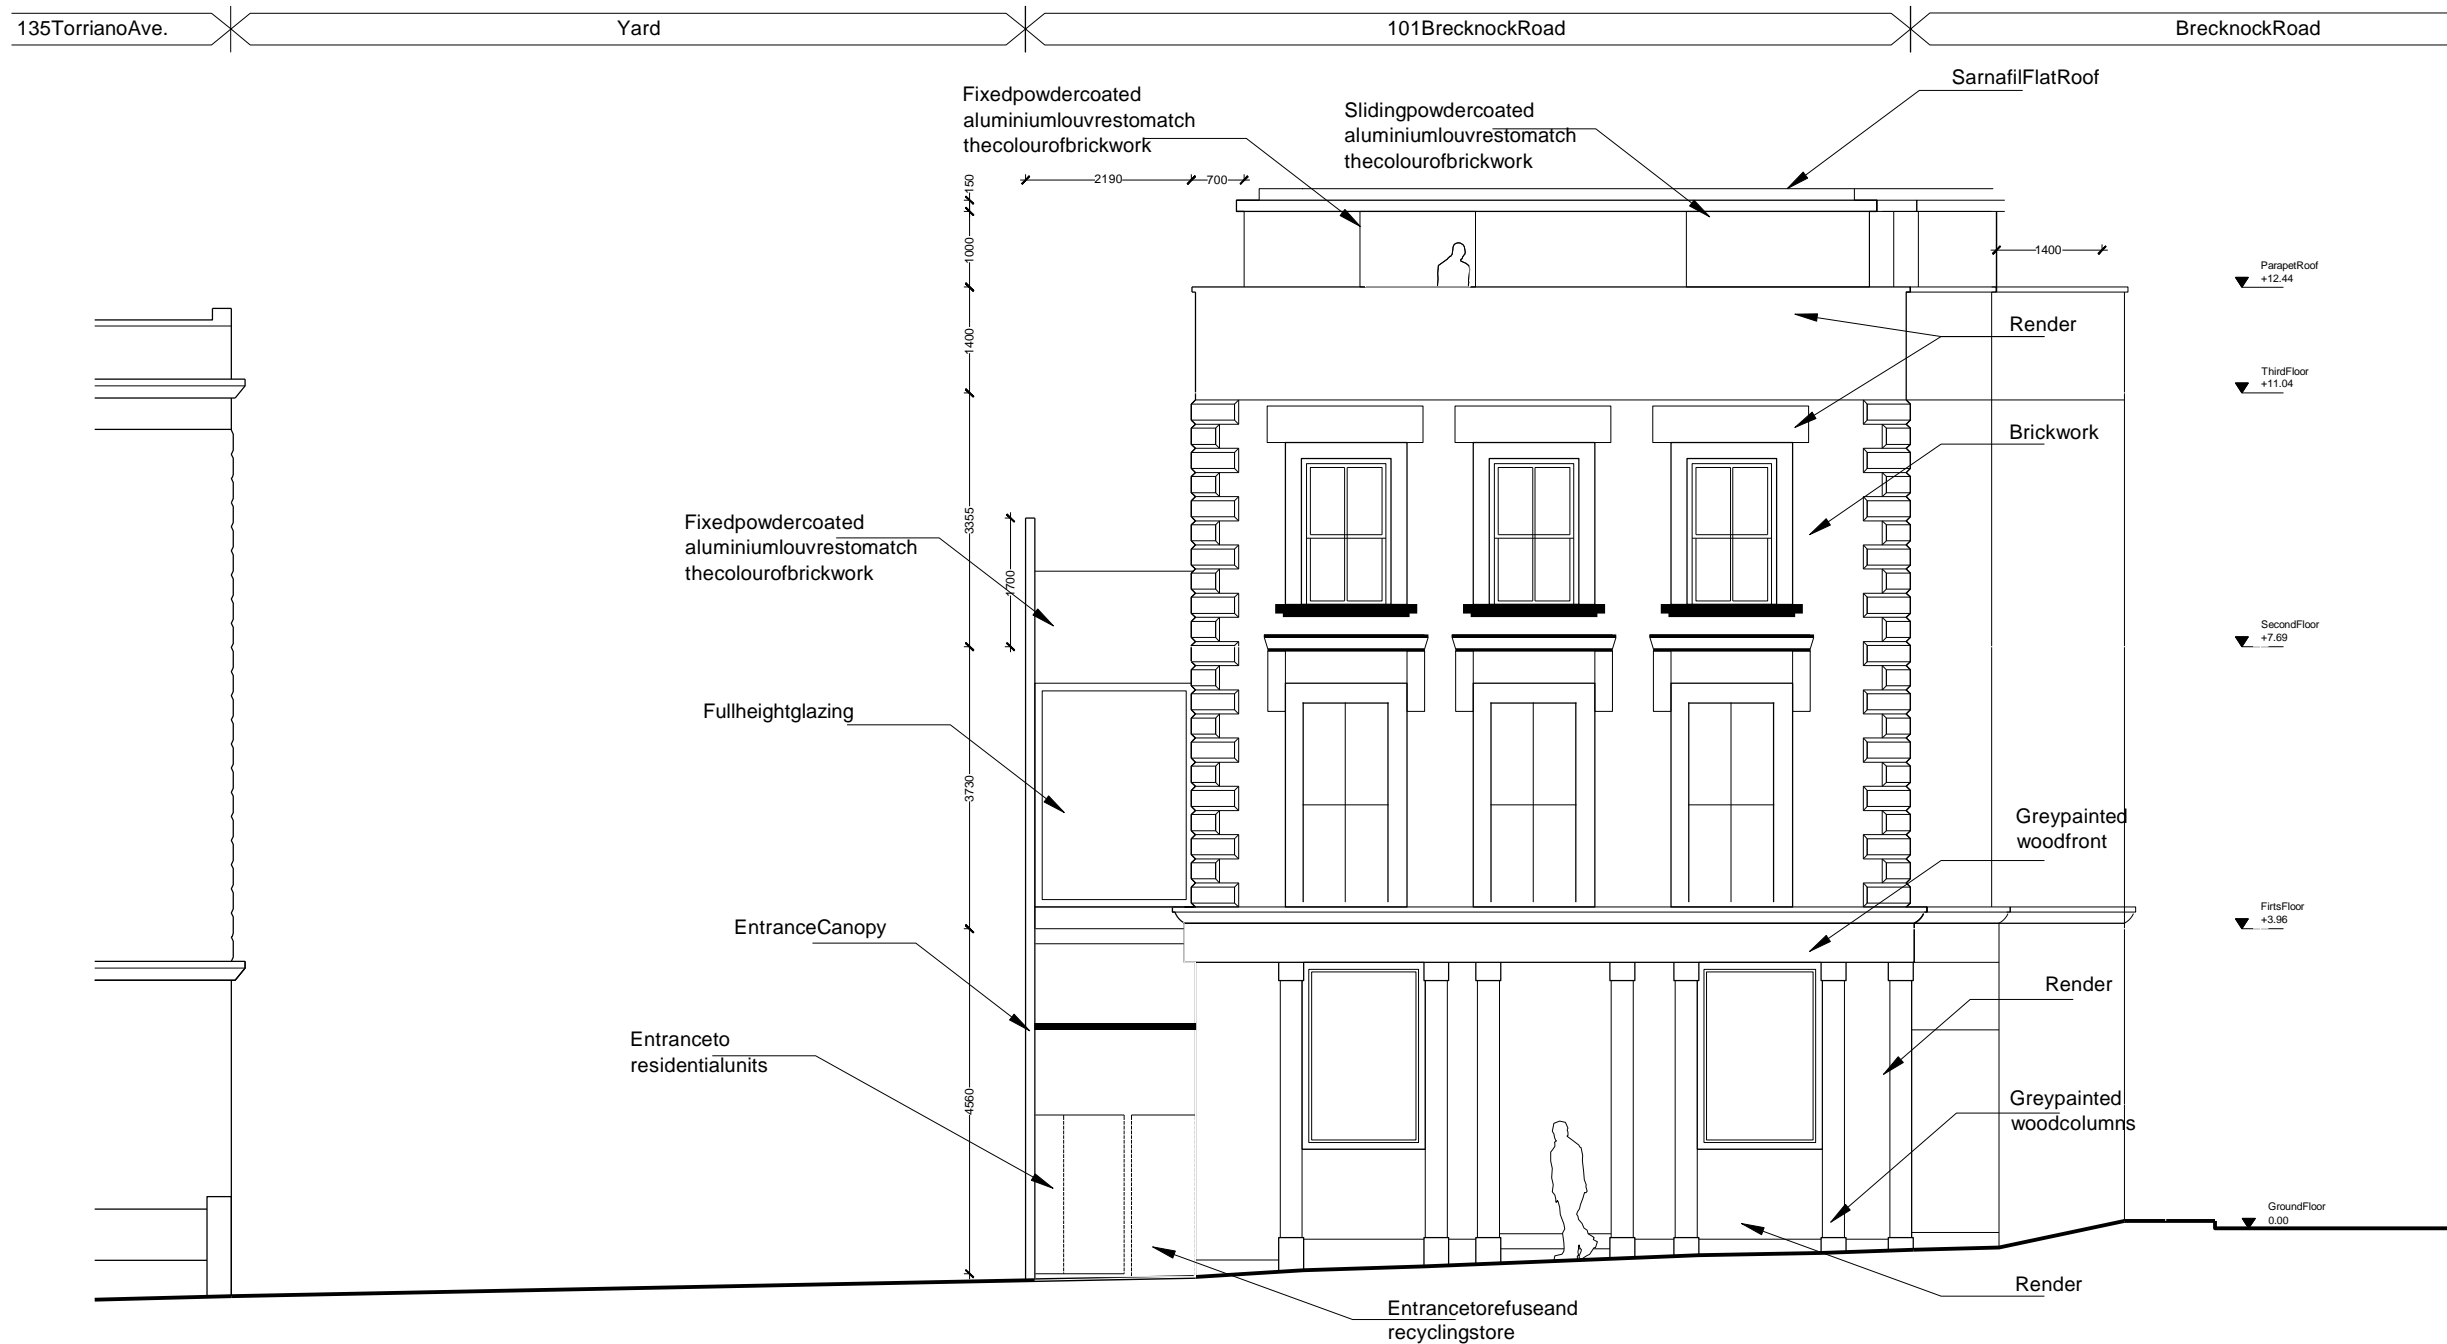 135TorrianoAve.
Yard
101BrecknockRoad
BrecknockRoad
SarnafilFlatRoof
Fixedpowdercoated
aluminiumlouvrestomatch
thecolourofbrickwork
Slidingpowdercoated
aluminiumlouvrestomatch
thecolourofbrickwork
2190
700
150
1000
1400
ParapetRoof
+12.44
Render
1400
ThirdFloor
+11.04
Brickwork
3355
Fixedpowdercoated
aluminiumlouvrestomatch
thecolourofbrickwork
1700
SecondFloor
+7.69
Fullheightglazing
3730
Greypainted
woodfront
EntranceCanopy
FirtsFloor
+3.96
Render
Entranceto
residentialunits
4560
Greypainted
woodcolumns
GroundFloor
0.00
Render
Entrancetorefuseand
recyclingstore